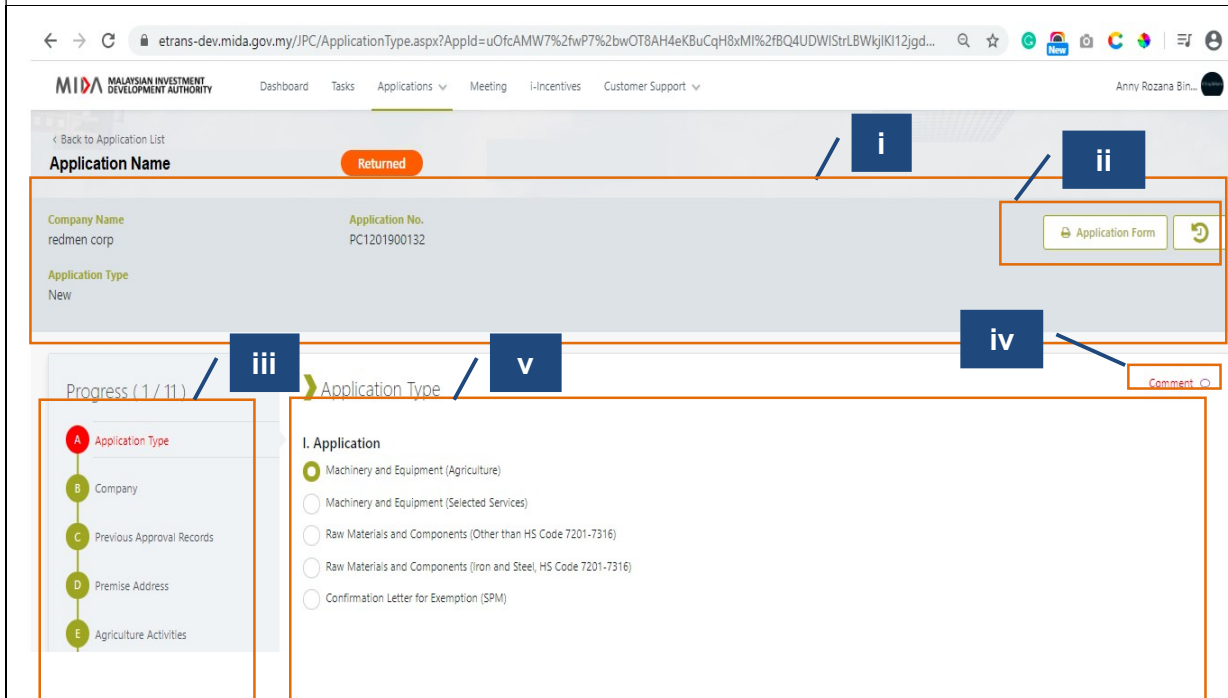 etrans-dev.mida.gov.my/JPC/ApplicationType.aspx?AppId=uOfcAMW7%2fwP7%2bwOT8AH4eKBuCqH8xMI%2fBQ4UDWIStrLBWkjIKI12jgd...
New
MIDA MALAYSIAN INVESTMENT DEVELOPMENT AUTHORITY
Dashboard Tasks Applications Meeting i-Incentives Customer Support Anny Rozana Bin...
< Back to Application List
Application Name Returned
i
ii
Company Name Application No.
redmen corp PC1201900132 Application Form
Application Type
New
iii v iv
Progress ( 1 / 11 ) Application Type Comment
A Application Type I. Application
Machinery and Equipment (Agriculture)
B Company Machinery and Equipment (Selected Services)
C Previous Approval Records Raw Materials and Components (Other than HS Code 7201-7316)
Raw Materials and Components (Iron and Steel, HS Code 7201-7316)
D Premise Address Confirmation Letter for Exemption (SPM)
E Agriculture Activities